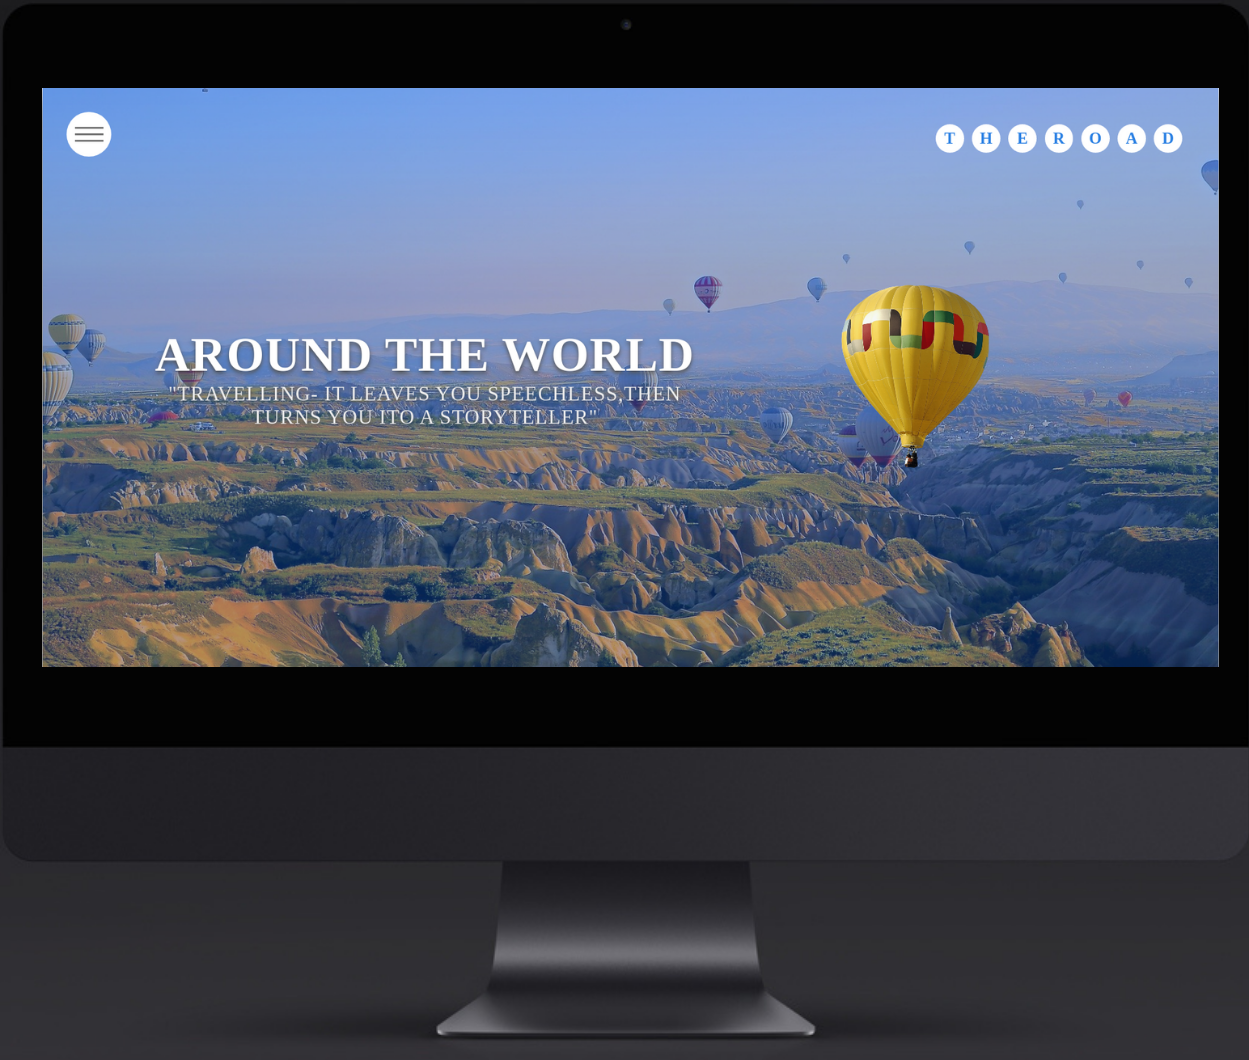 T H E R O A D
AROUND THE WORLD
"TRAVELLING- IT LEAVES YOU SPEECHLESS,THEN
TURNS YOU ITO A STORYTELLER"